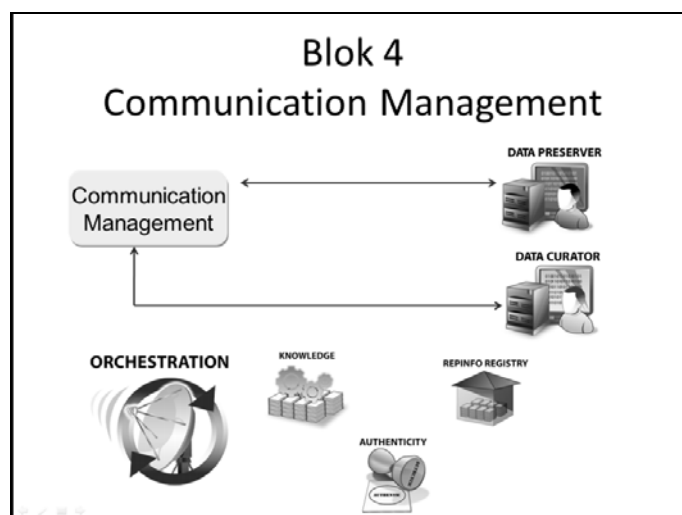 Blok 4
Communication Management
DATA PRESERVER
Communication
Management
DATA CURATOR
ORCHESTRATION
KNOWLEDGE
REPINFO REGISTRY
AUTHENTICITY